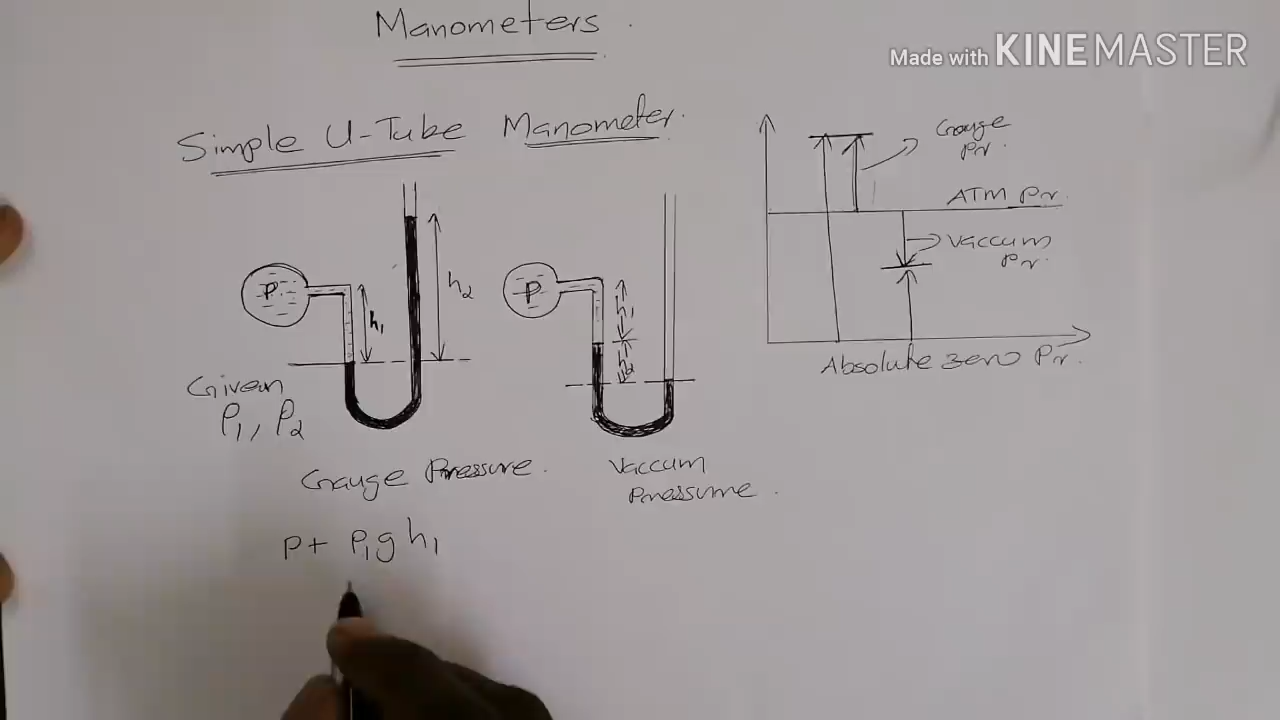 Manometers.
Made with KINEMASTER
Simple U-Tube Manometer.
Gauge
Pr.
ATM Pr.
Vaccum
Pr.
Absolute zero Pr.
P
h₁
h₂
P
h₁
h₂
Given
ρ₁, ρ₂
Gauge Pressure.
Vaccum
Pressure.
P+ ρ₁gh₁